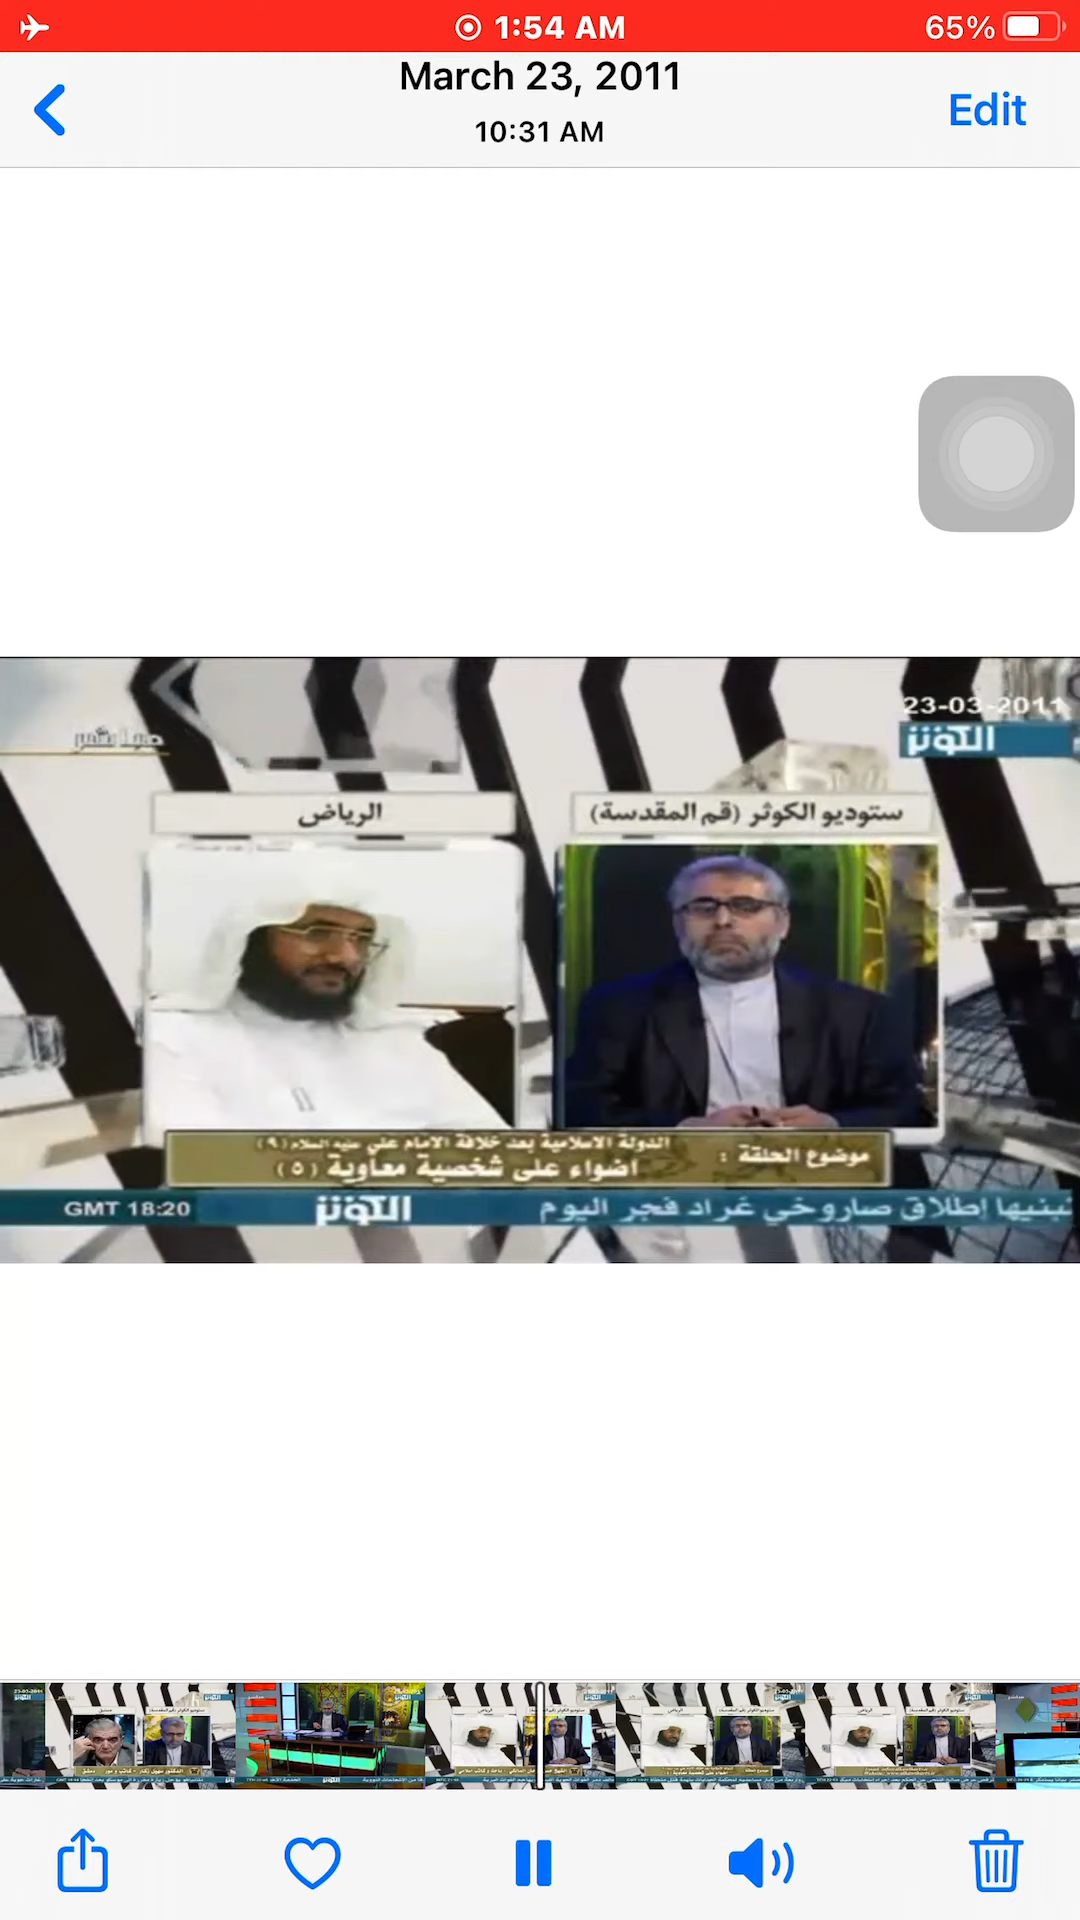 1:54 AM
65%
March 23, 2011
10:31 AM
Edit
23-03-2011
الكوثر
مباشر
ستوديو الكوثر (قم المقدسة)
الرياض
موضوع الحلقة :
الدولة الاسلامية بعد خلافة الامام علي عليه السلام (٩)
اضواء على شخصية معاوية (٥)
تبنيها إطلاق صاروخي غراد فجر اليوم
الكوثر
GMT 18:20